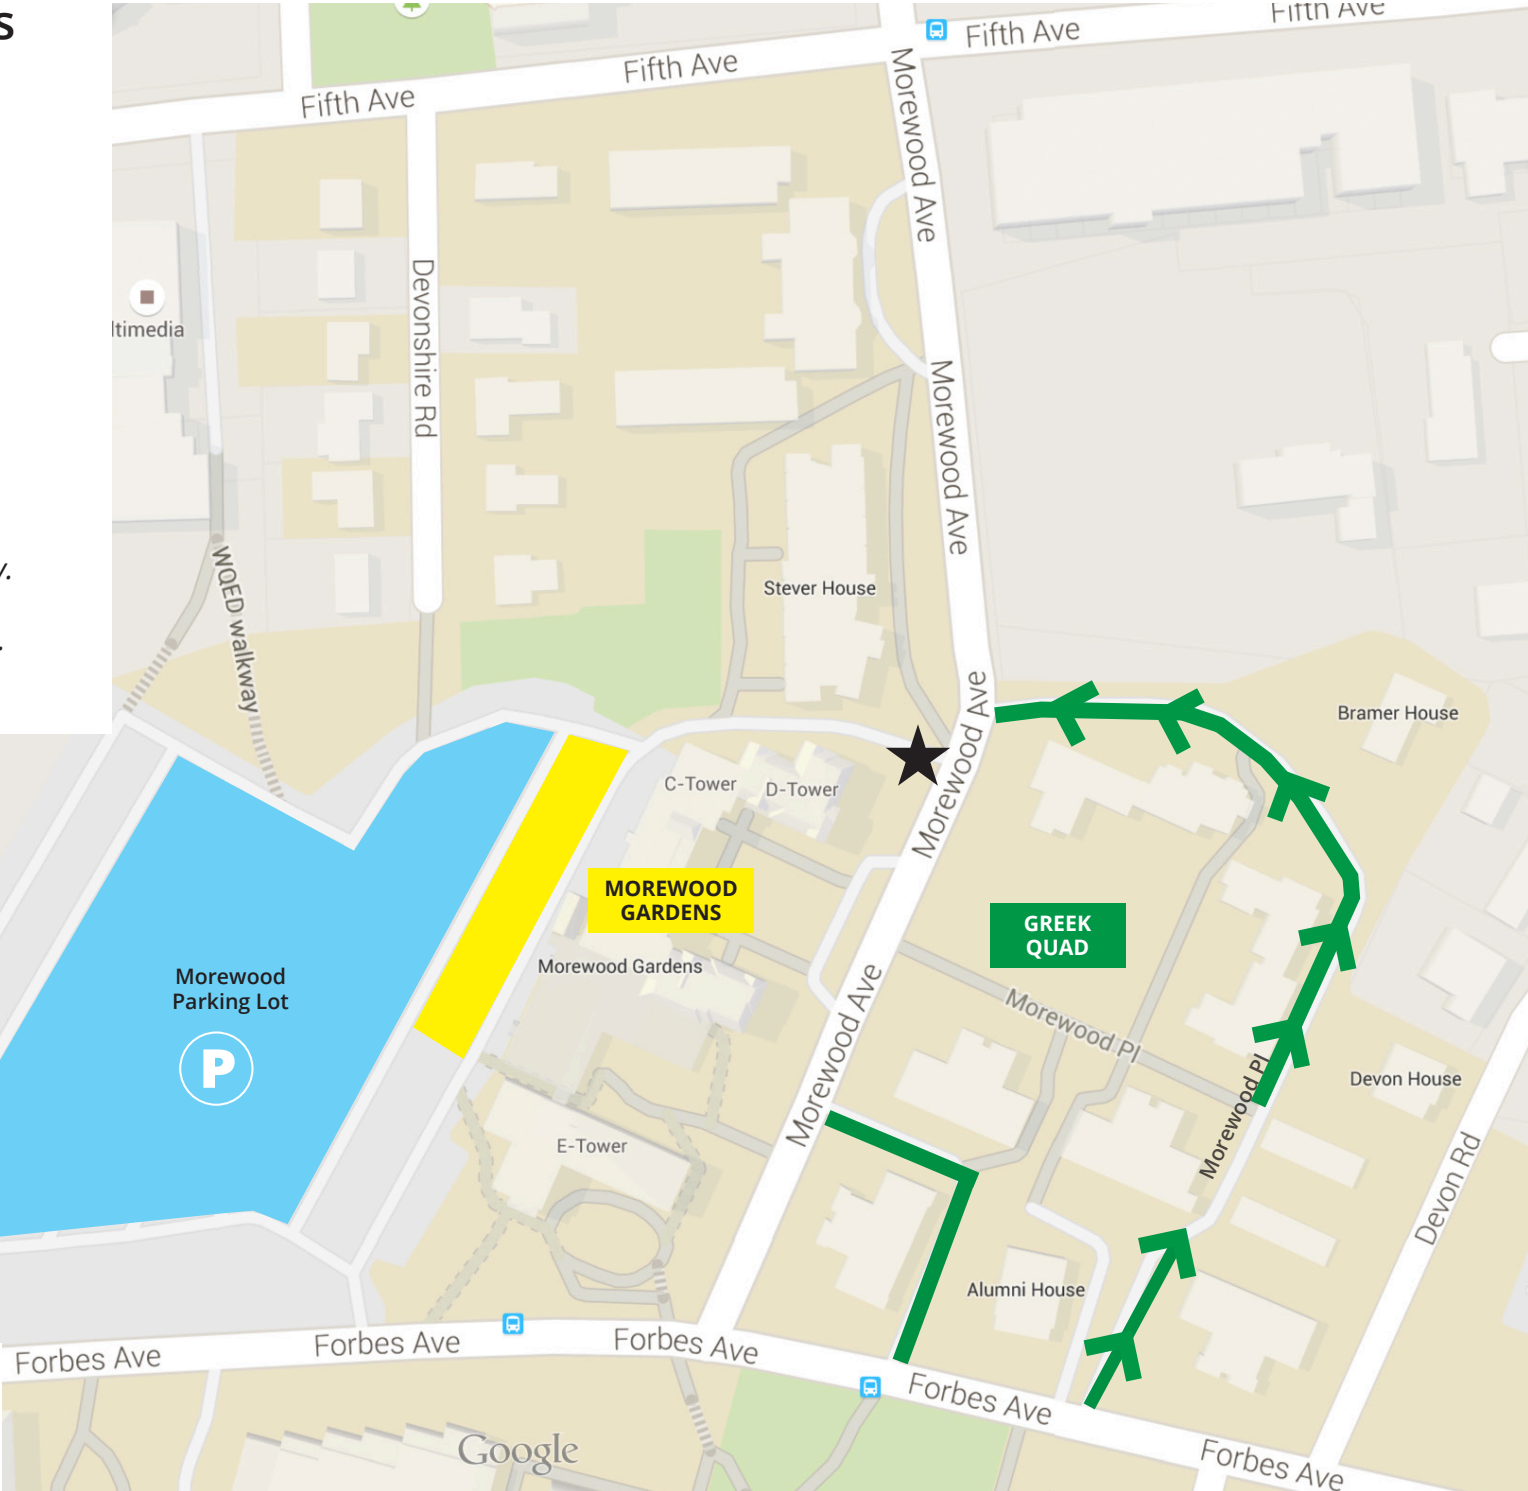 s
Fifth Ave
Fifth Ave
Fifth Ave
Fifth Ave
Morewood Ave
Devonshire Rd
ltimedia
Morewood Ave
y.
WQED walkway
.
Stever House
Morewood Ave
Bramer House
C-Tower
D-Tower
MOREWOOD
GARDENS
GREEK
QUAD
Morewood Gardens
Morewood
Parking Lot
P
Morewood Ave
Morewood Pl
Morewood Pl
Devon House
E-Tower
Devon Rd
Alumni House
Forbes Ave
Forbes Ave
Forbes Ave
Forbes Ave
Forbes Ave
Google